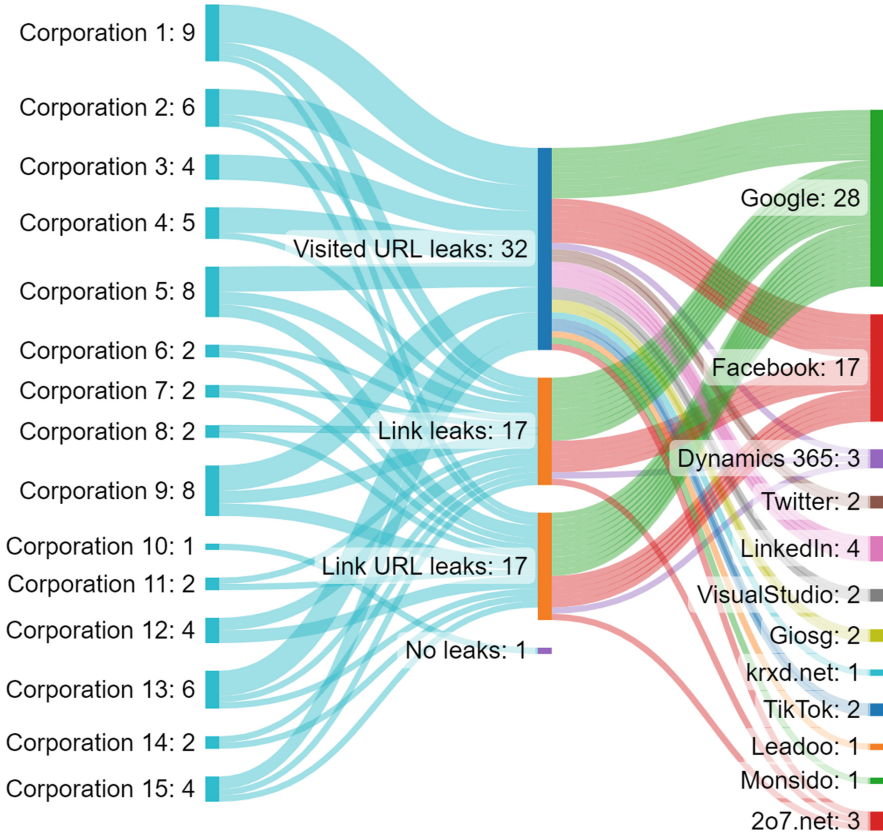 Corporation 1: 9
Corporation 2: 6
Corporation 3: 4
Corporation 4: 5
Corporation 5: 8
Corporation 6: 2
Corporation 7: 2
Corporation 8: 2
Corporation 9: 8
Corporation 10: 1
Corporation 11: 2
Corporation 12: 4
Corporation 13: 6
Corporation 14: 2
Corporation 15: 4
Visited URL leaks: 32
Link leaks: 17
Link URL leaks: 17
No leaks: 1
Google: 28
Facebook: 17
Dynamics 365: 3
Twitter: 2
LinkedIn: 4
VisualStudio: 2
Giosg: 2
krxd.net: 1
TikTok: 2
Leadoo: 1
Monsido: 1
2o7.net: 3